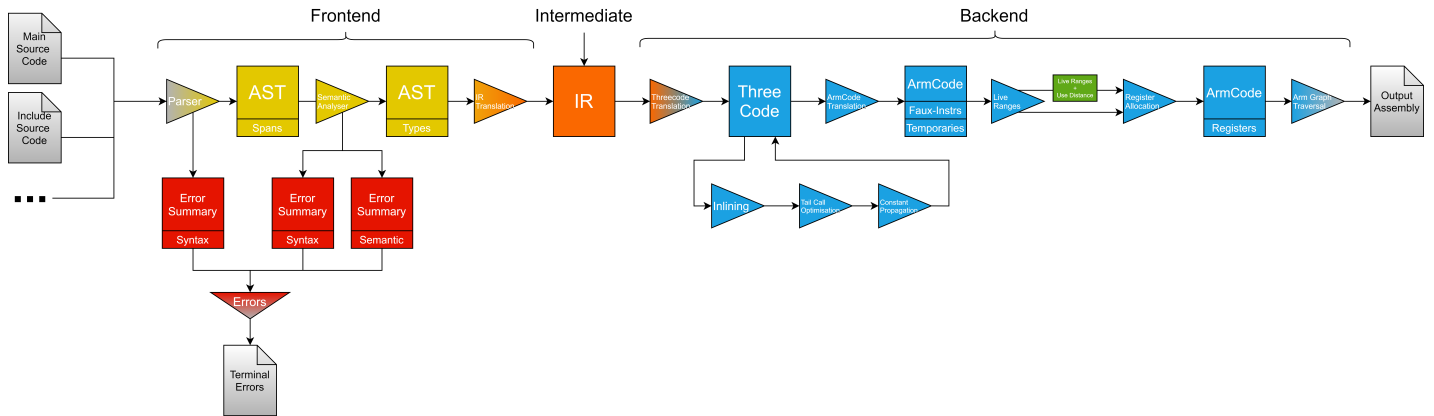 Frontend
Intermediate
Backend
Main
Source
Code
Include
Source
Code
...
Parser
AST
Spans
Semantic
Analyser
AST
Types
IR
Translation
IR
Threecode
Translation
Three
Code
ArmCode
Translation
ArmCode
Faux-Instrs
Temporaries
Live
Ranges
Live Ranges
+
Use Distance
Register
Allocation
ArmCode
Registers
Arm Graph
Traversal
Output
Assembly
Error
Summary
Syntax
Error
Summary
Syntax
Error
Summary
Semantic
Inlining
Tail Call
Optimisation
Constant
Propagation
Errors
Terminal
Errors